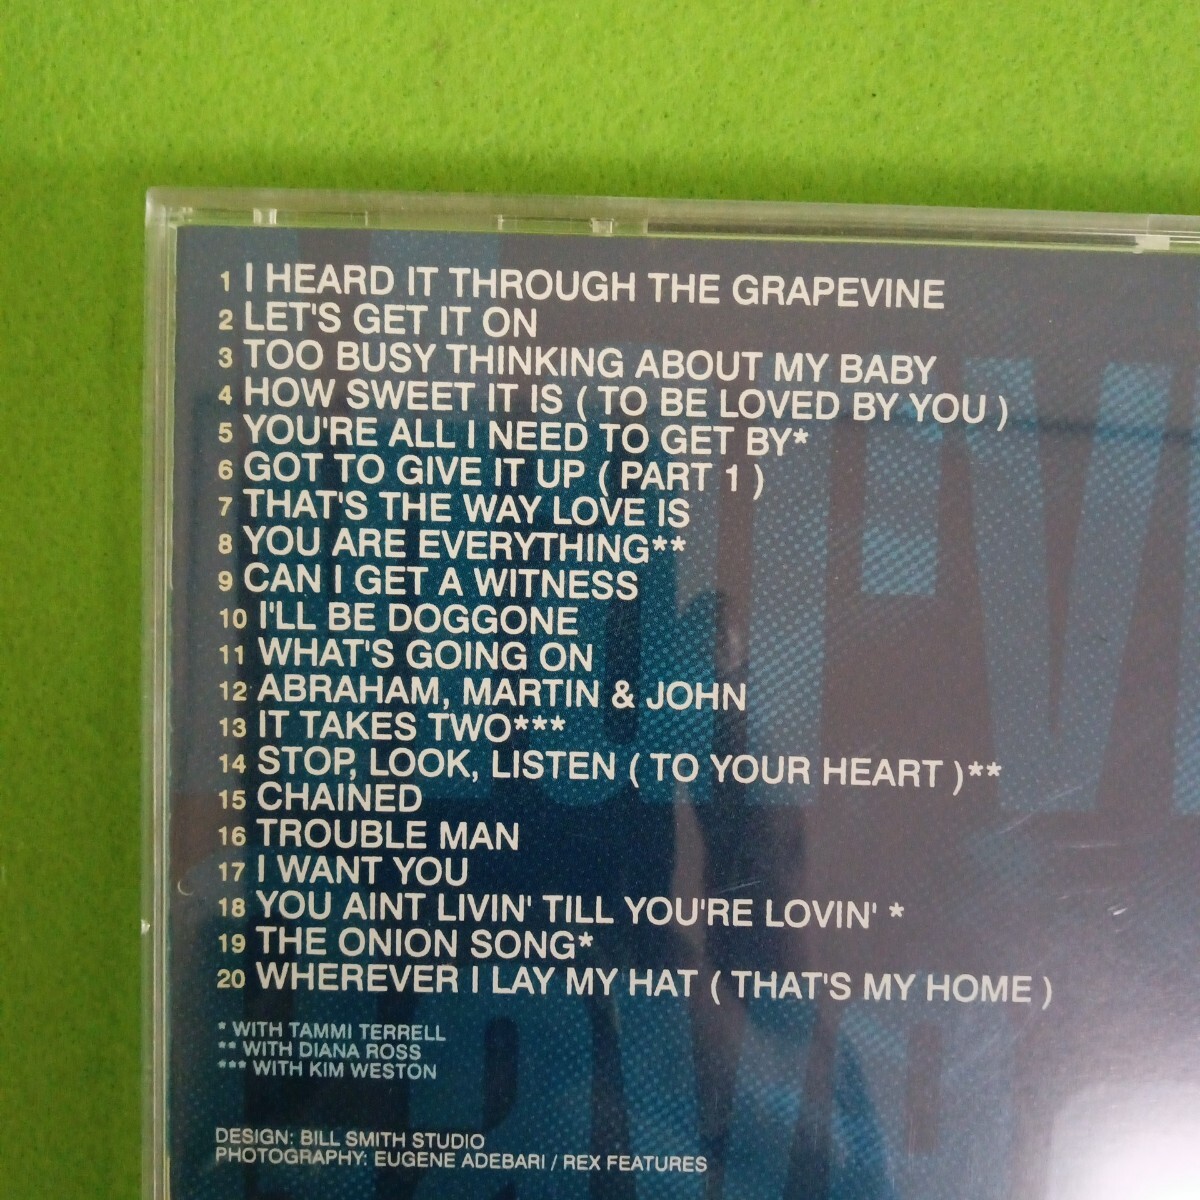 1 I HEARD IT THROUGH THE GRAPEVINE
2 LET'S GET IT ON
3 TOO BUSY THINKING ABOUT MY BABY
4 HOW SWEET IT IS ( TO BE LOVED BY YOU )
5 YOU'RE ALL I NEED TO GET BY*
6 GOT TO GIVE IT UP ( PART 1 )
7 THAT'S THE WAY LOVE IS
8 YOU ARE EVERYTHING**
9 CAN I GET A WITNESS
10 I'LL BE DOGGONE
11 WHAT'S GOING ON
12 ABRAHAM, MARTIN & JOHN
13 IT TAKES TWO***
14 STOP, LOOK, LISTEN ( TO YOUR HEART )**
15 CHAINED
16 TROUBLE MAN
17 I WANT YOU
18 YOU AINT LIVIN' TILL YOU'RE LOVIN' *
19 THE ONION SONG*
20 WHEREVER I LAY MY HAT ( THAT'S MY HOME )
* WITH TAMMI TERRELL
** WITH DIANA ROSS
*** WITH KIM WESTON
DESIGN: BILL SMITH STUDIO
PHOTOGRAPHY: EUGENE ADEBARI / REX FEATURES